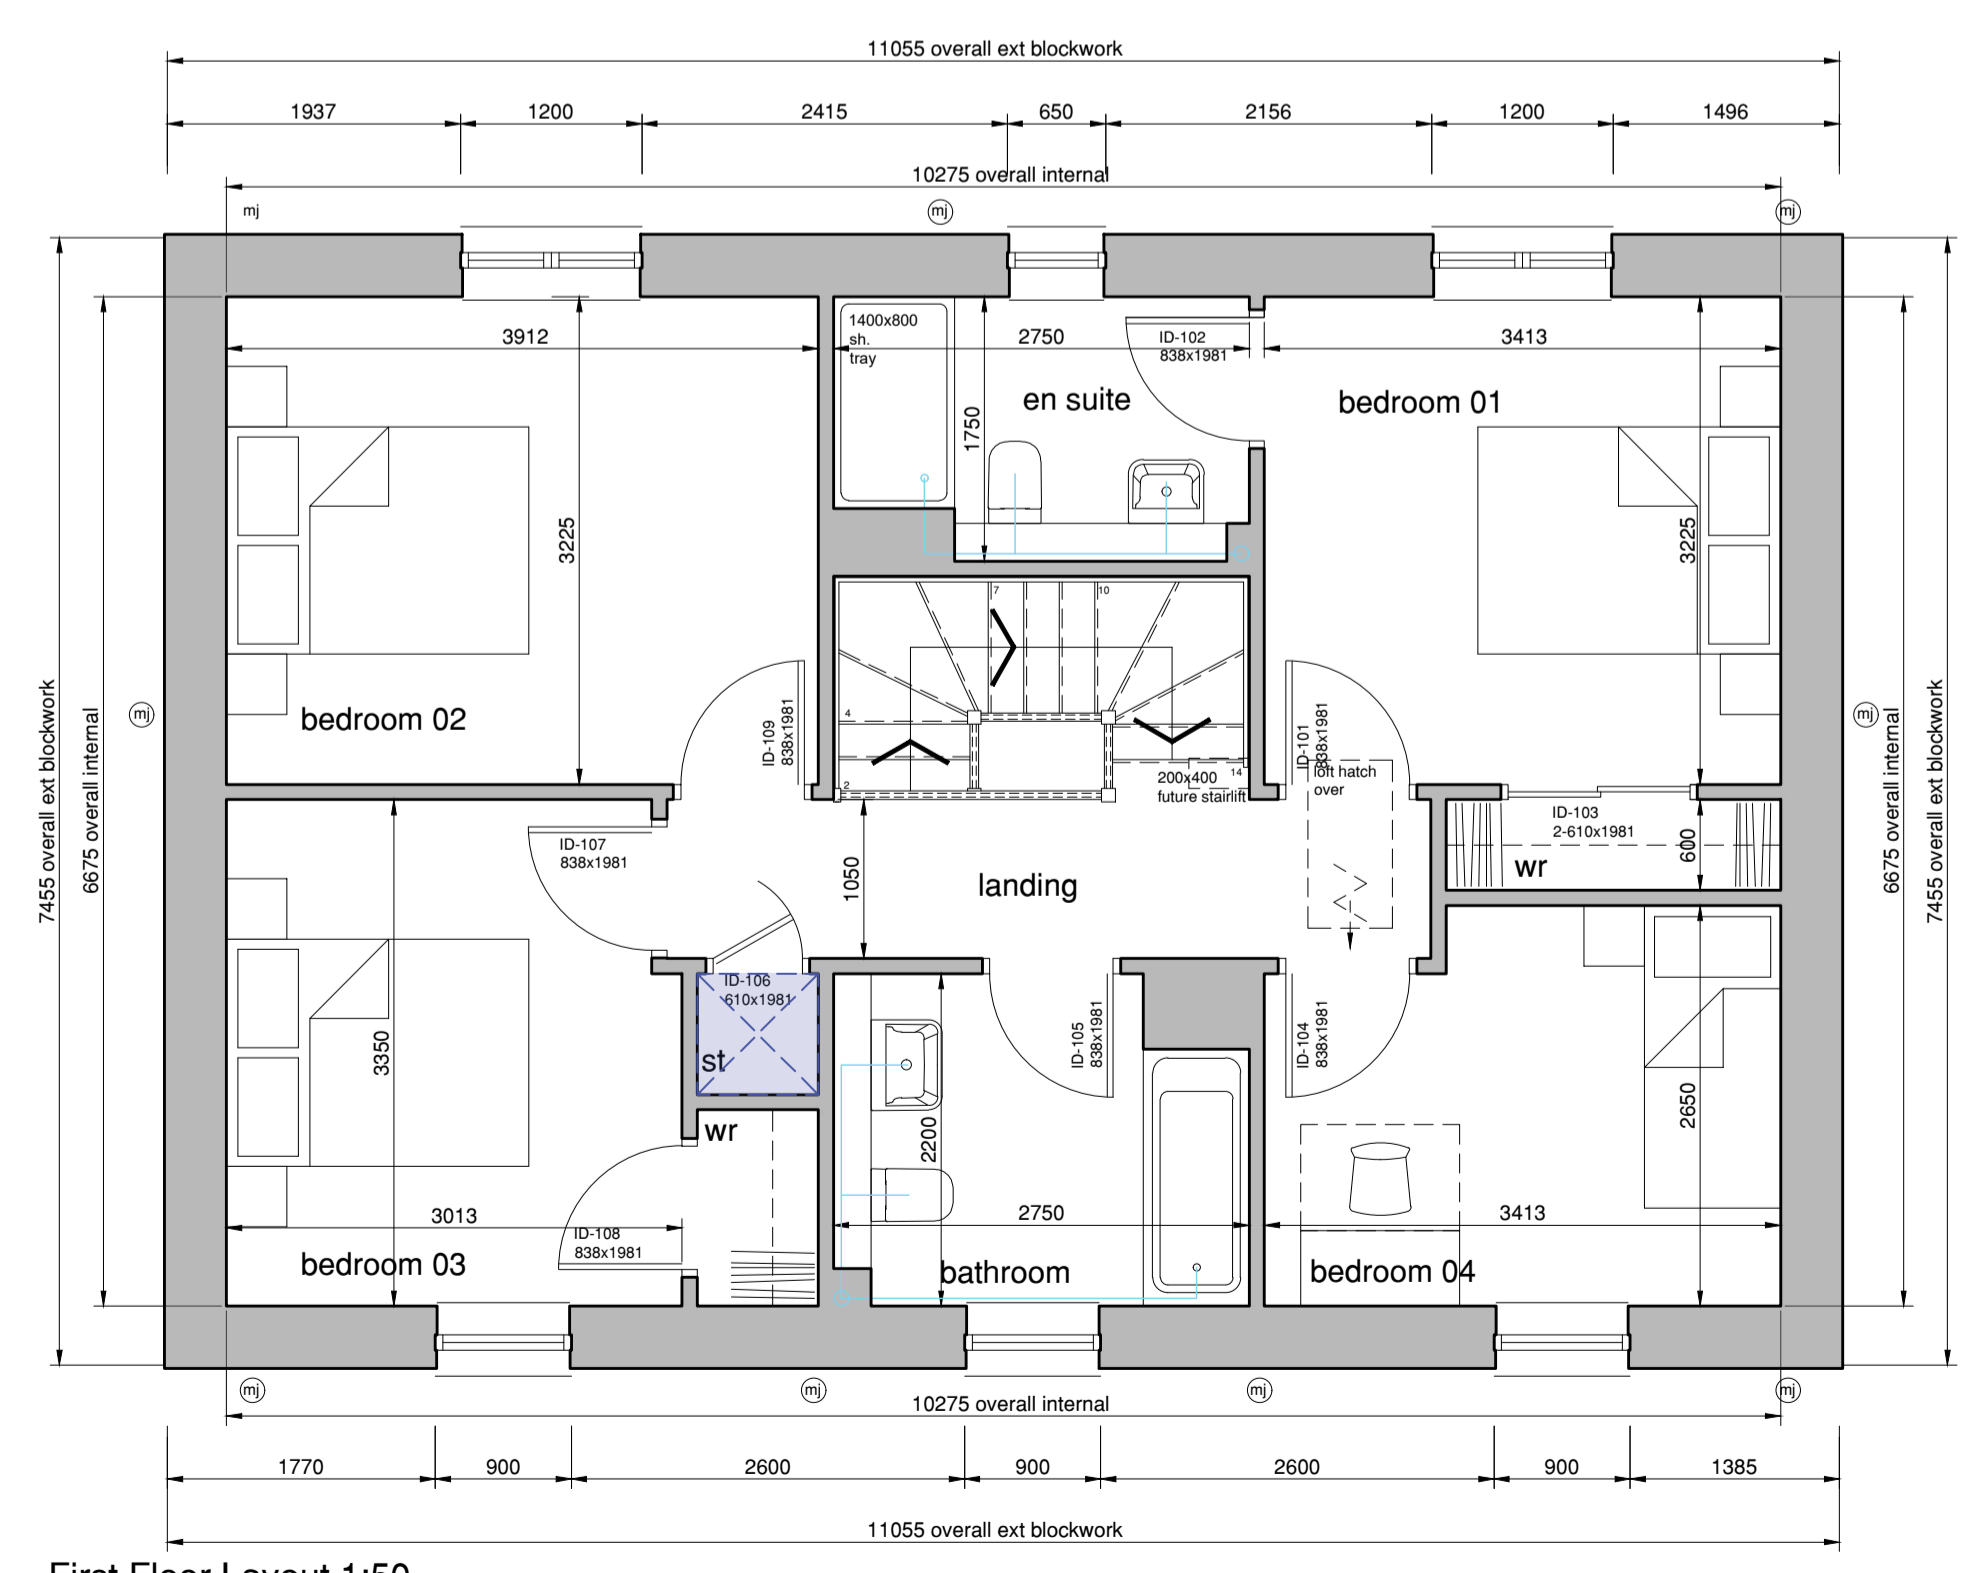 11055 overall ext blockwork
1937 1200 2415 650 2156 1200 1496
10275 overall internal
mj mj mj
1400x800
sh.
tray
3912
2750
ID-102
838x1981
3413
en suite
bedroom 01
1750
3225
3225
7 10
7455 overall ext blockwork
6675 overall internal
mj
bedroom 02
ID-109
838x1981
4
2
200x400
future stairlift
14
ID-101
838x1981
loft hatch
over
mj
6675 overall internal
7455 overall ext blockwork
ID-107
838x1981
1050
landing
ID-103
2-610x1981
wr
600
ID-106
610x1981
st
3350
wr
2200
ID-105
838x1981
ID-104
838x1981
2650
3013
ID-108
838x1981
bedroom 03
2750
bathroom
3413
bedroom 04
mj mj mj mj
10275 overall internal
1770 900 2600 900 2600 900 1385
11055 overall ext blockwork
First Floor Layout 1:50